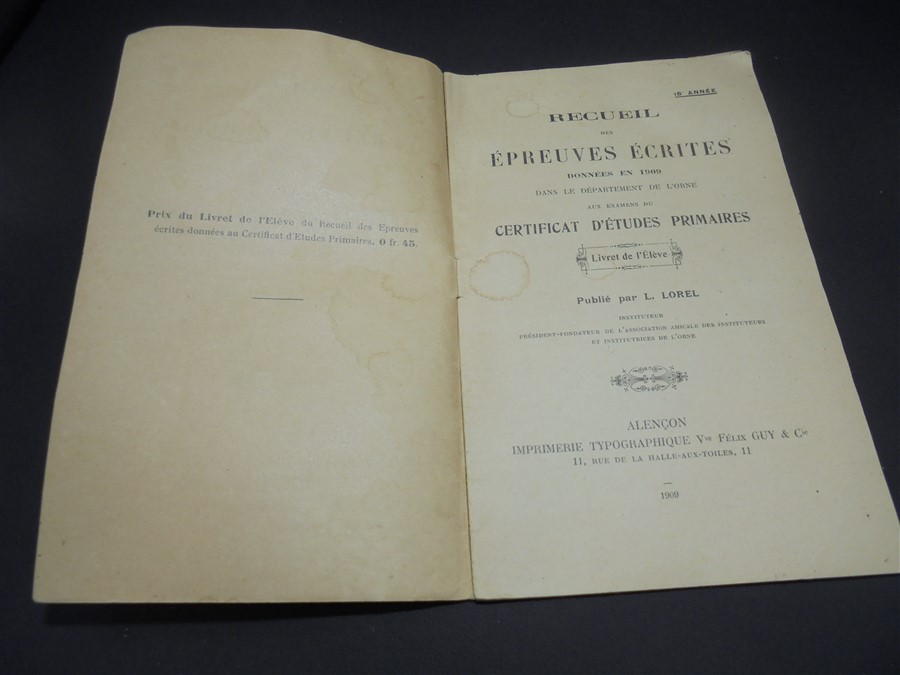 Prix du Livret de l'Elève du Recueil des Epreuves
écrites données au Certificat d'Etudes Primaires, 0 fr. 45.
16e ANNÉE
RECUEIL
DES
ÉPREUVES ÉCRITES
DONNÉES EN 1909
DANS LE DÉPARTEMENT DE L'ORNE
AUX EXAMENS DU
CERTIFICAT D'ÉTUDES PRIMAIRES
Livret de l'Élève
Publié par L. LOREL
INSTITUTEUR
PRÉSIDENT-FONDATEUR DE L'ASSOCIATION AMICALE DES INSTITUTEURS
ET INSTITUTRICES DE L'ORNE
ALENÇON
IMPRIMERIE TYPOGRAPHIQUE Vve FÉLIX GUY & Cie
11, RUE DE LA HALLE-AUX-TOILES, 11
1909